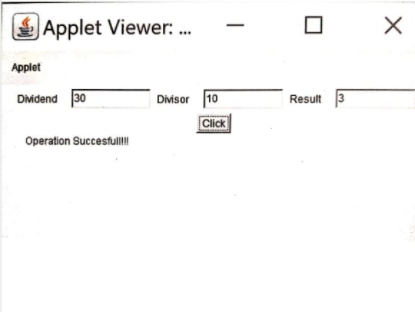 Applet Viewer: ...
Applet
Dividend 30 Divisor 10 Result 3
Click
Operation Succesfull!!!